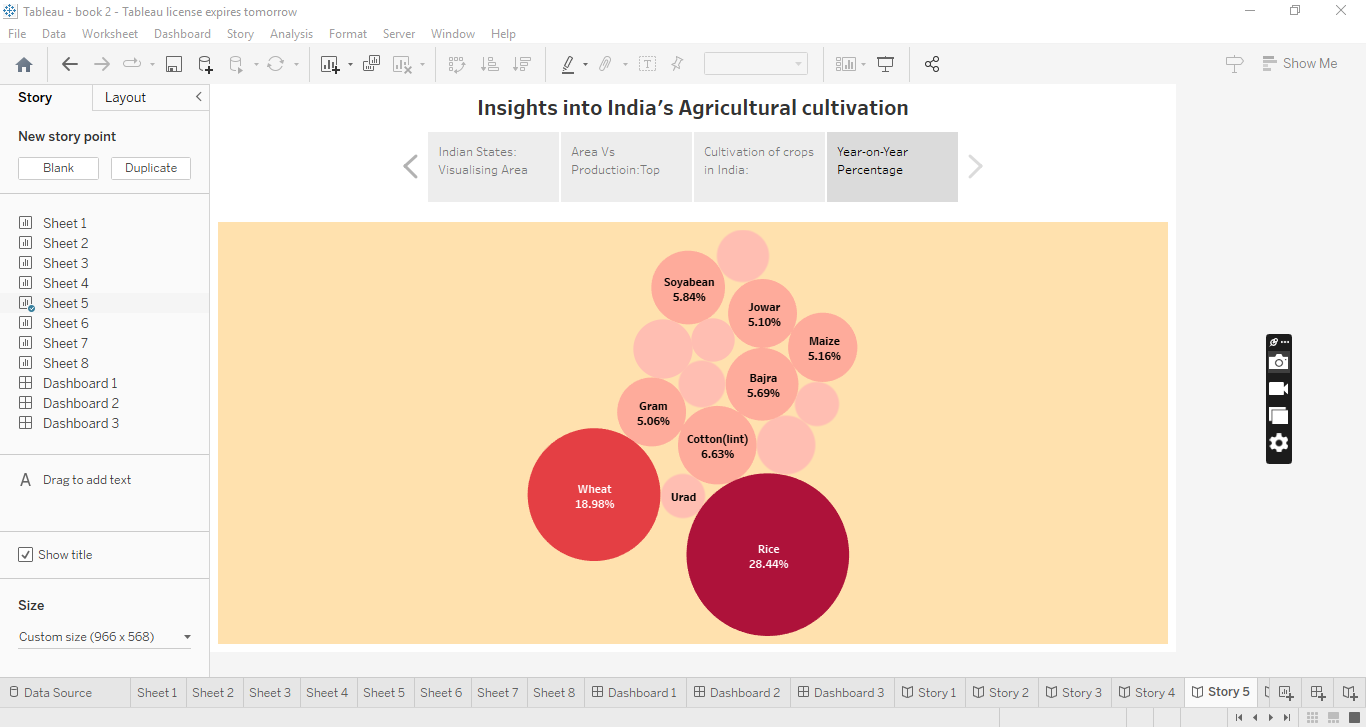 Tableau - book 2 - Tableau license expires tomorrow
File Data Worksheet Dashboard Story Analysis Format Server Window Help
Show Me
Story Layout
New story point
Blank Duplicate
Sheet 1
Sheet 2
Sheet 3
Sheet 4
Sheet 5
Sheet 6
Sheet 7
Sheet 8
Dashboard 1
Dashboard 2
Dashboard 3
A Drag to add text
Show title
Size
Custom size (966 x 568)
Insights into India's Agricultural cultivation
Indian States:
Visualising Area
Area Vs
Productioin:Top
Cultivation of crops
in India:
Year-on-Year
Percentage
Soyabean
5.84%
Jowar
5.10%
Maize
5.16%
Bajra
5.69%
Gram
5.06%
Cotton(lint)
6.63%
Wheat
18.98%
Urad
Rice
28.44%
Data Source Sheet 1 Sheet 2 Sheet 3 Sheet 4 Sheet 5 Sheet 6 Sheet 7 Sheet 8 Dashboard 1 Dashboard 2 Dashboard 3 Story 1 Story 2 Story 3 Story 4 Story 5